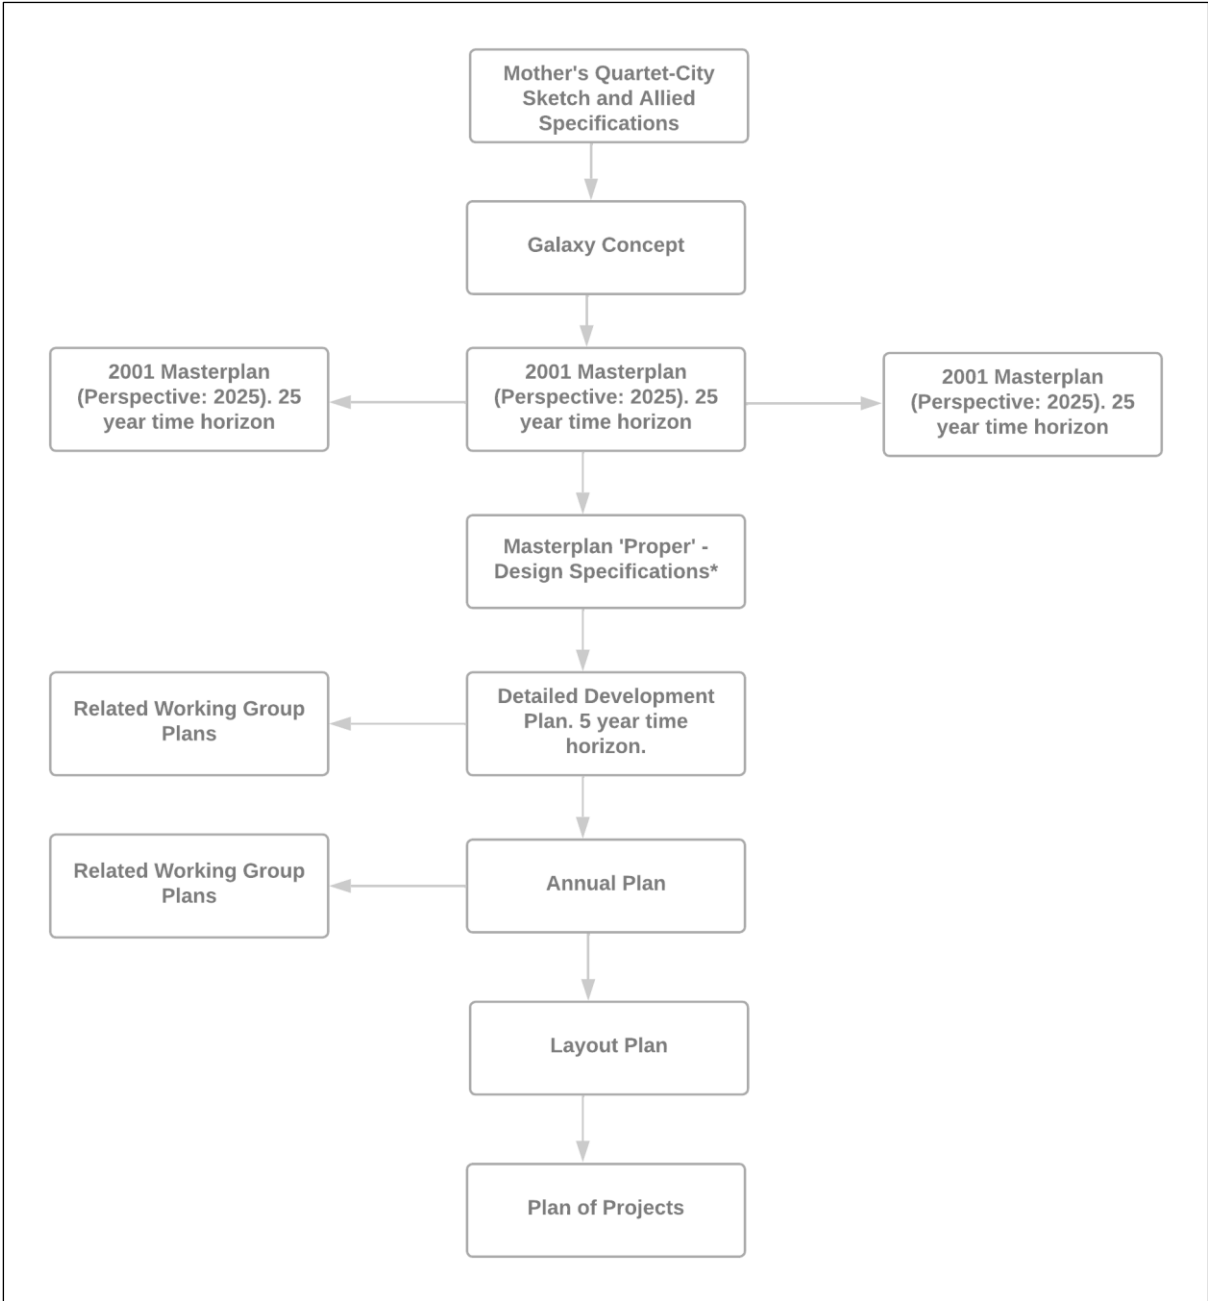 Mother's Quartet-City
Sketch and Allied
Specifications
Galaxy Concept
2001 Masterplan
(Perspective: 2025). 25
year time horizon
2001 Masterplan
(Perspective: 2025). 25
year time horizon
2001 Masterplan
(Perspective: 2025). 25
year time horizon
Masterplan 'Proper' -
Design Specifications*
Related Working Group
Plans
Detailed Development
Plan. 5 year time
horizon.
Related Working Group
Plans
Annual Plan
Layout Plan
Plan of Projects